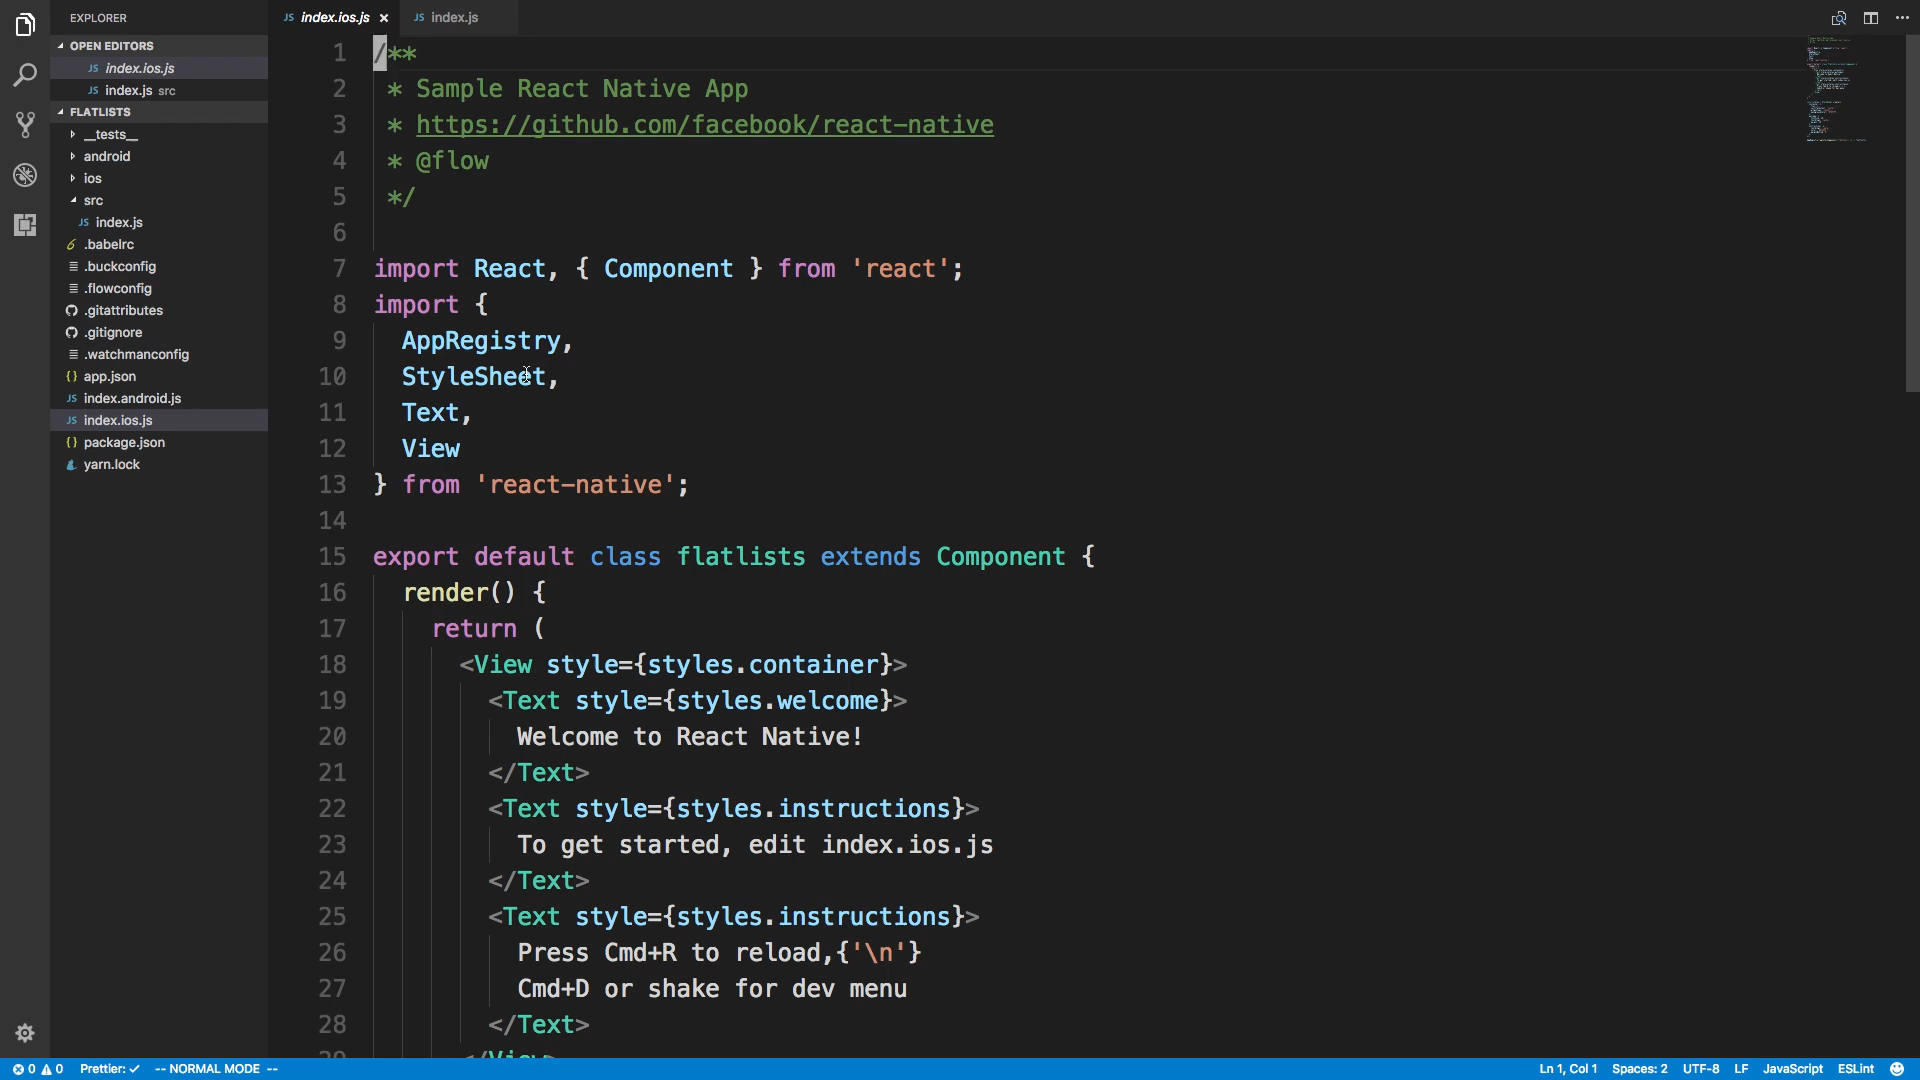 EXPLORER
OPEN EDITORS
JS index.ios.js
JS index.js src
FLATLISTS
__tests__
android
ios
src
JS index.js
.babelrc
.buckconfig
.flowconfig
.gitattributes
.gitignore
.watchmanconfig
{} app.json
JS index.android.js
JS index.ios.js
{} package.json
yarn.lock
JS index.ios.js × JS index.js
1 /**
2 * Sample React Native App
3 * https://github.com/facebook/react-native
4 * @flow
5 */
6
7 import React, { Component } from 'react';
8 import {
9 AppRegistry,
10 StyleSheet,
11 Text,
12 View
13 } from 'react-native';
14
15 export default class flatlists extends Component {
16 render() {
17 return (
18 <View style={styles.container}>
19 <Text style={styles.welcome}>
20 Welcome to React Native!
21 </Text>
22 <Text style={styles.instructions}>
23 To get started, edit index.ios.js
24 </Text>
25 <Text style={styles.instructions}>
26 Press Cmd+R to reload,{'\n'}
27 Cmd+D or shake for dev menu
28 </Text>
29 </View>
0 0 Prettier: ✓ -- NORMAL MODE -- Ln 1, Col 1 Spaces: 2 UTF-8 LF JavaScript ESLint